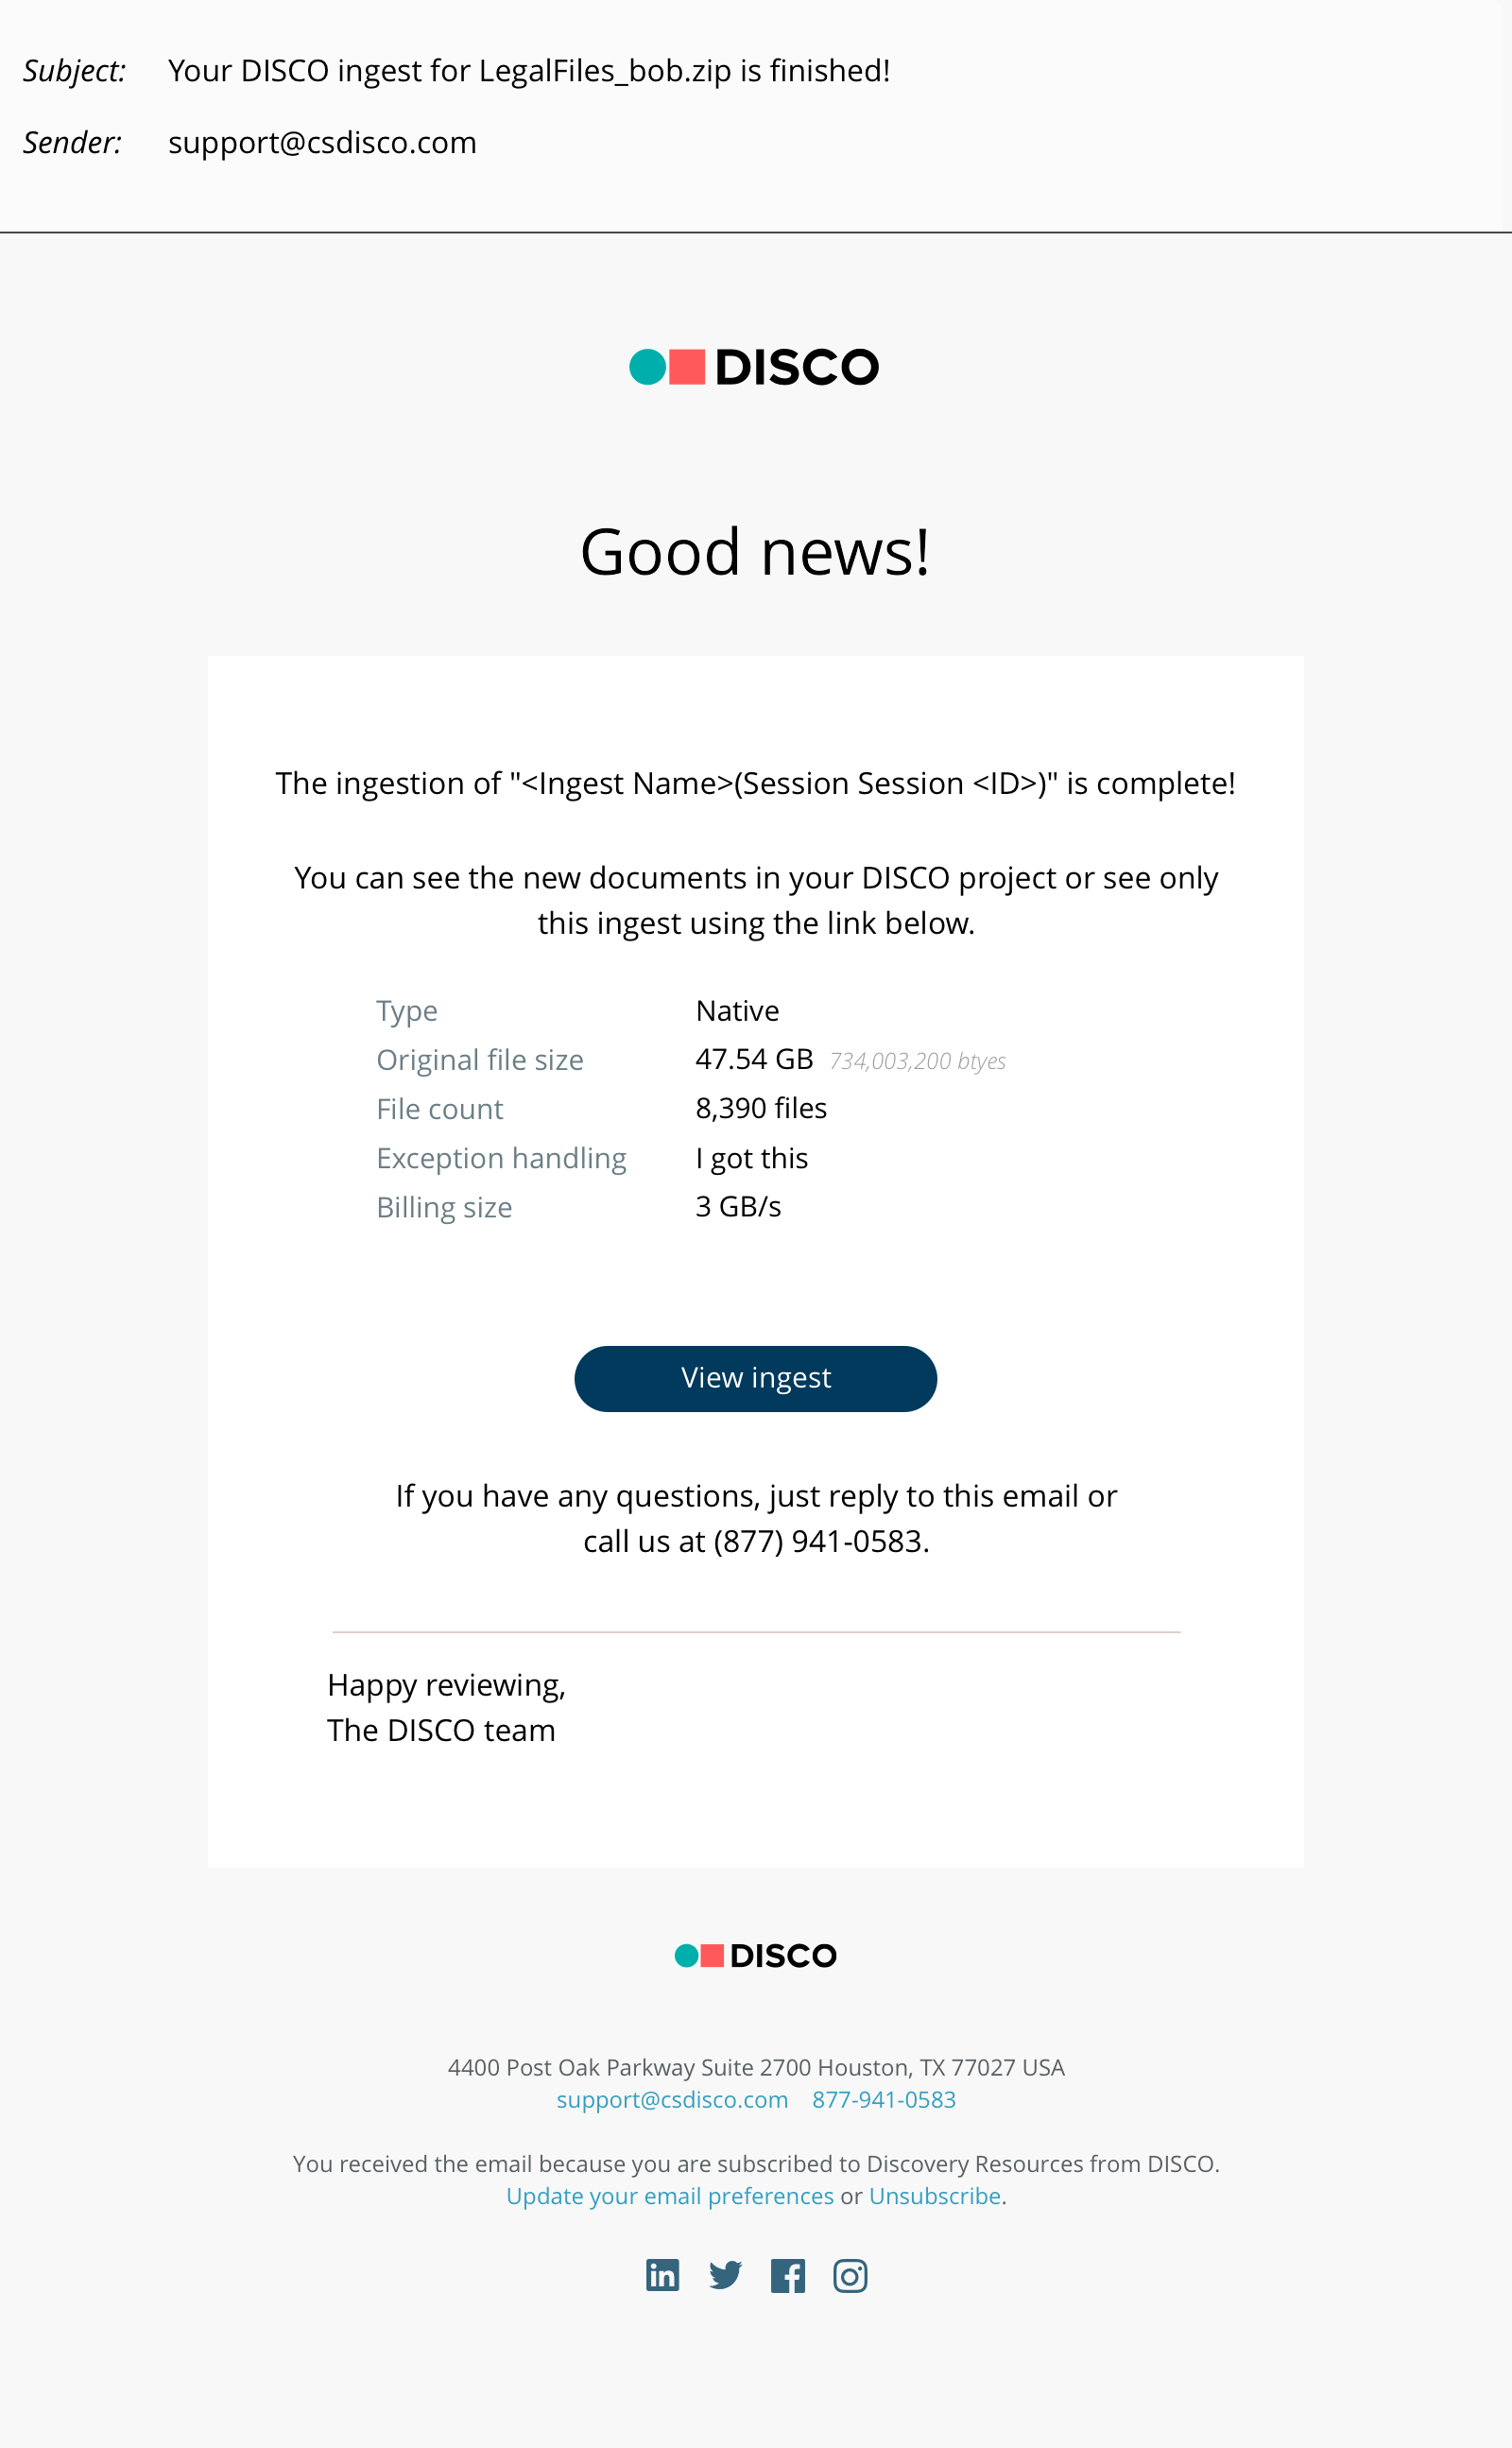 Subject: Your DISCO ingest for LegalFiles_bob.zip is finished!
Sender: support@csdisco.com
DISCO
Good news!
The ingestion of "<Ingest Name>(Session Session <ID>)" is complete!
You can see the new documents in your DISCO project or see only
this ingest using the link below.
Type Native
Original file size 47.54 GB 734,003,200 btyes
File count 8,390 files
Exception handling I got this
Billing size 3 GB/s
View ingest
If you have any questions, just reply to this email or
call us at (877) 941-0583.
Happy reviewing,
The DISCO team
DISCO
4400 Post Oak Parkway Suite 2700 Houston, TX 77027 USA
support@csdisco.com 877-941-0583
You received the email because you are subscribed to Discovery Resources from DISCO.
Update your email preferences or Unsubscribe.